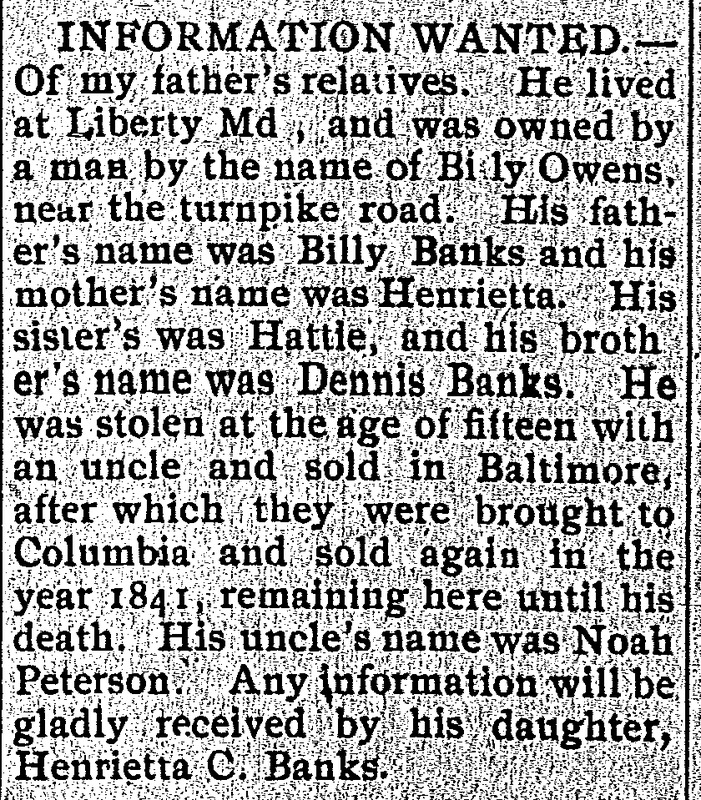 INFORMATION WANTED.—
Of my father's relatives. He lived
at Liberty Md , and was owned by
a man by the name of Billy Owens,
near the turnpike road. His fath-
er's name was Billy Banks and his
mother's name was Henrietta. His
sister's was Hattie, and his broth
er's name was Dennis Banks. He
was stolen at the age of fifteen with
an uncle and sold in Baltimore,
after which they were brought to
Columbia and sold again in the
year 1841, remaining here until his
death. His uncle's name was Noah
Peterson. Any information will be
gladly received by his daughter,
Henrietta C. Banks.